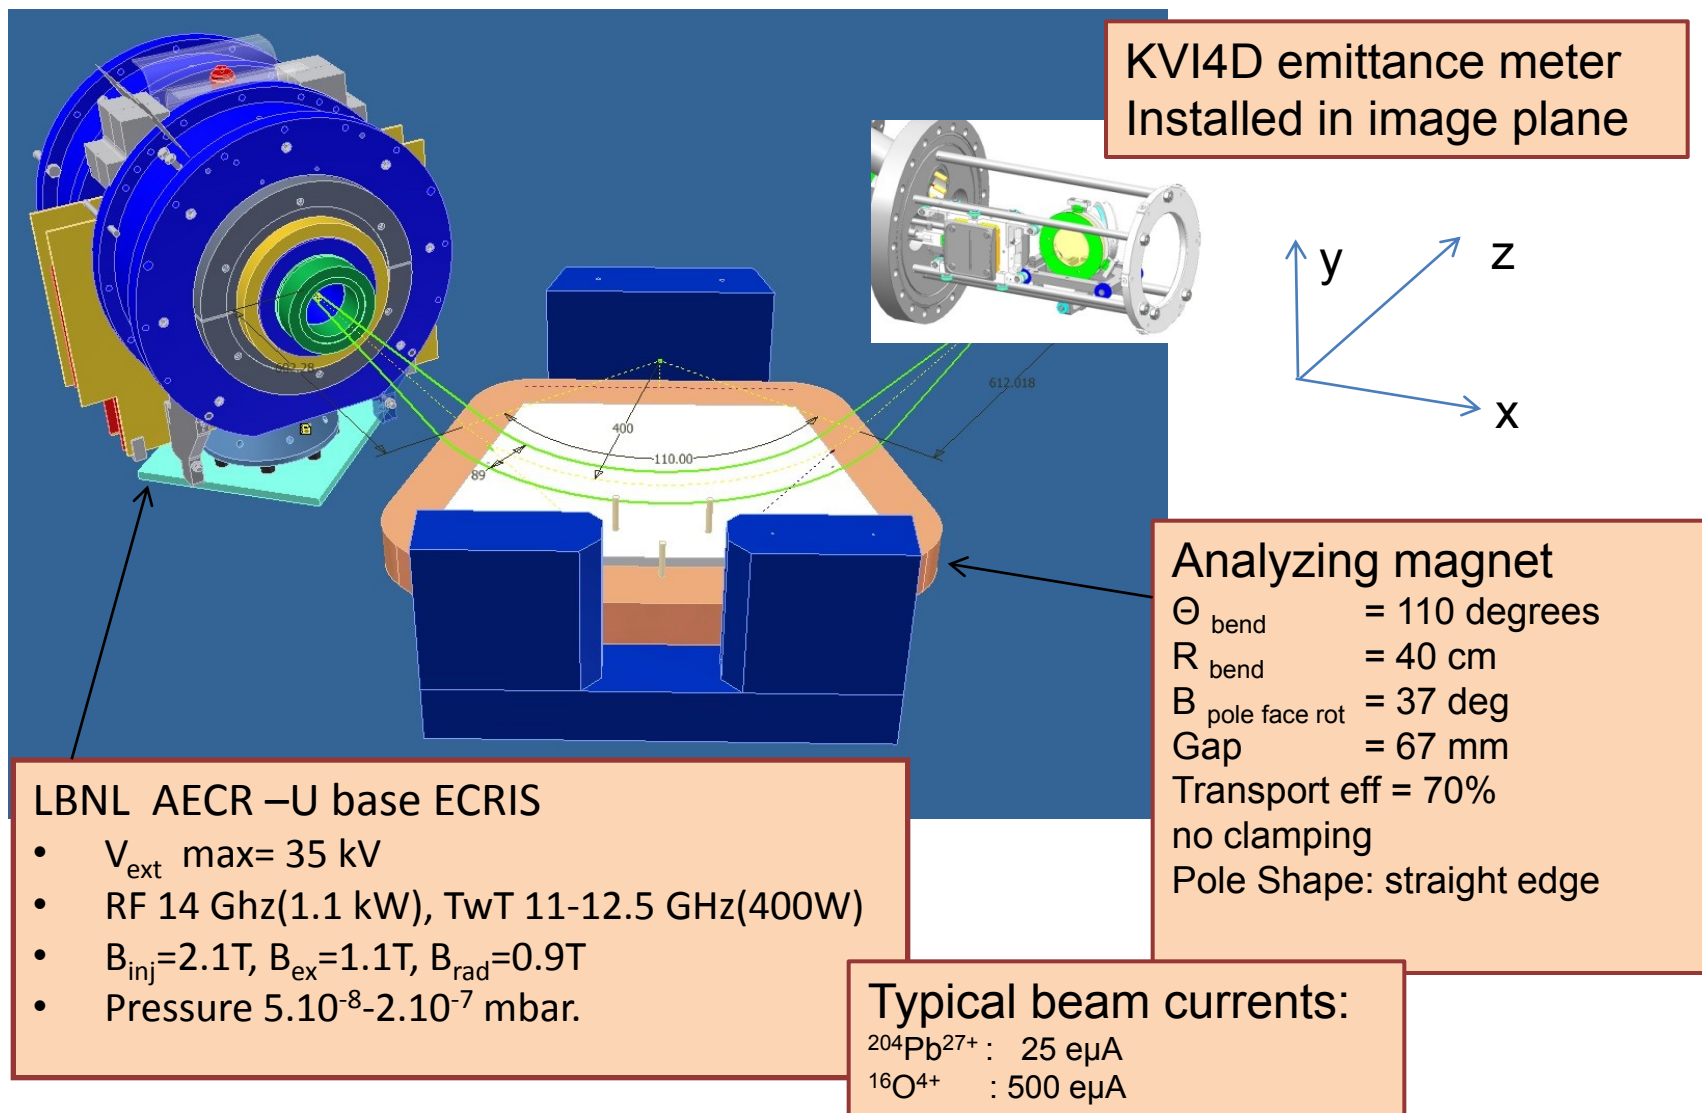 KVI4D emittance meter
Installed in image plane
y
z
x
612.018
400
110.00
89
Analyzing magnet
Θ bend = 110 degrees
R bend = 40 cm
B pole face rot = 37 deg
Gap = 67 mm
Transport eff = 70%
no clamping
Pole Shape: straight edge
LBNL AECR –U base ECRIS
• Vext max= 35 kV
• RF 14 Ghz(1.1 kW), TwT 11-12.5 GHz(400W)
• Binj=2.1T, Bex=1.1T, Brad=0.9T
• Pressure 5.10-8-2.10-7 mbar.
Typical beam currents:
204Pb27+ : 25 eµA
16O4+ : 500 eµA